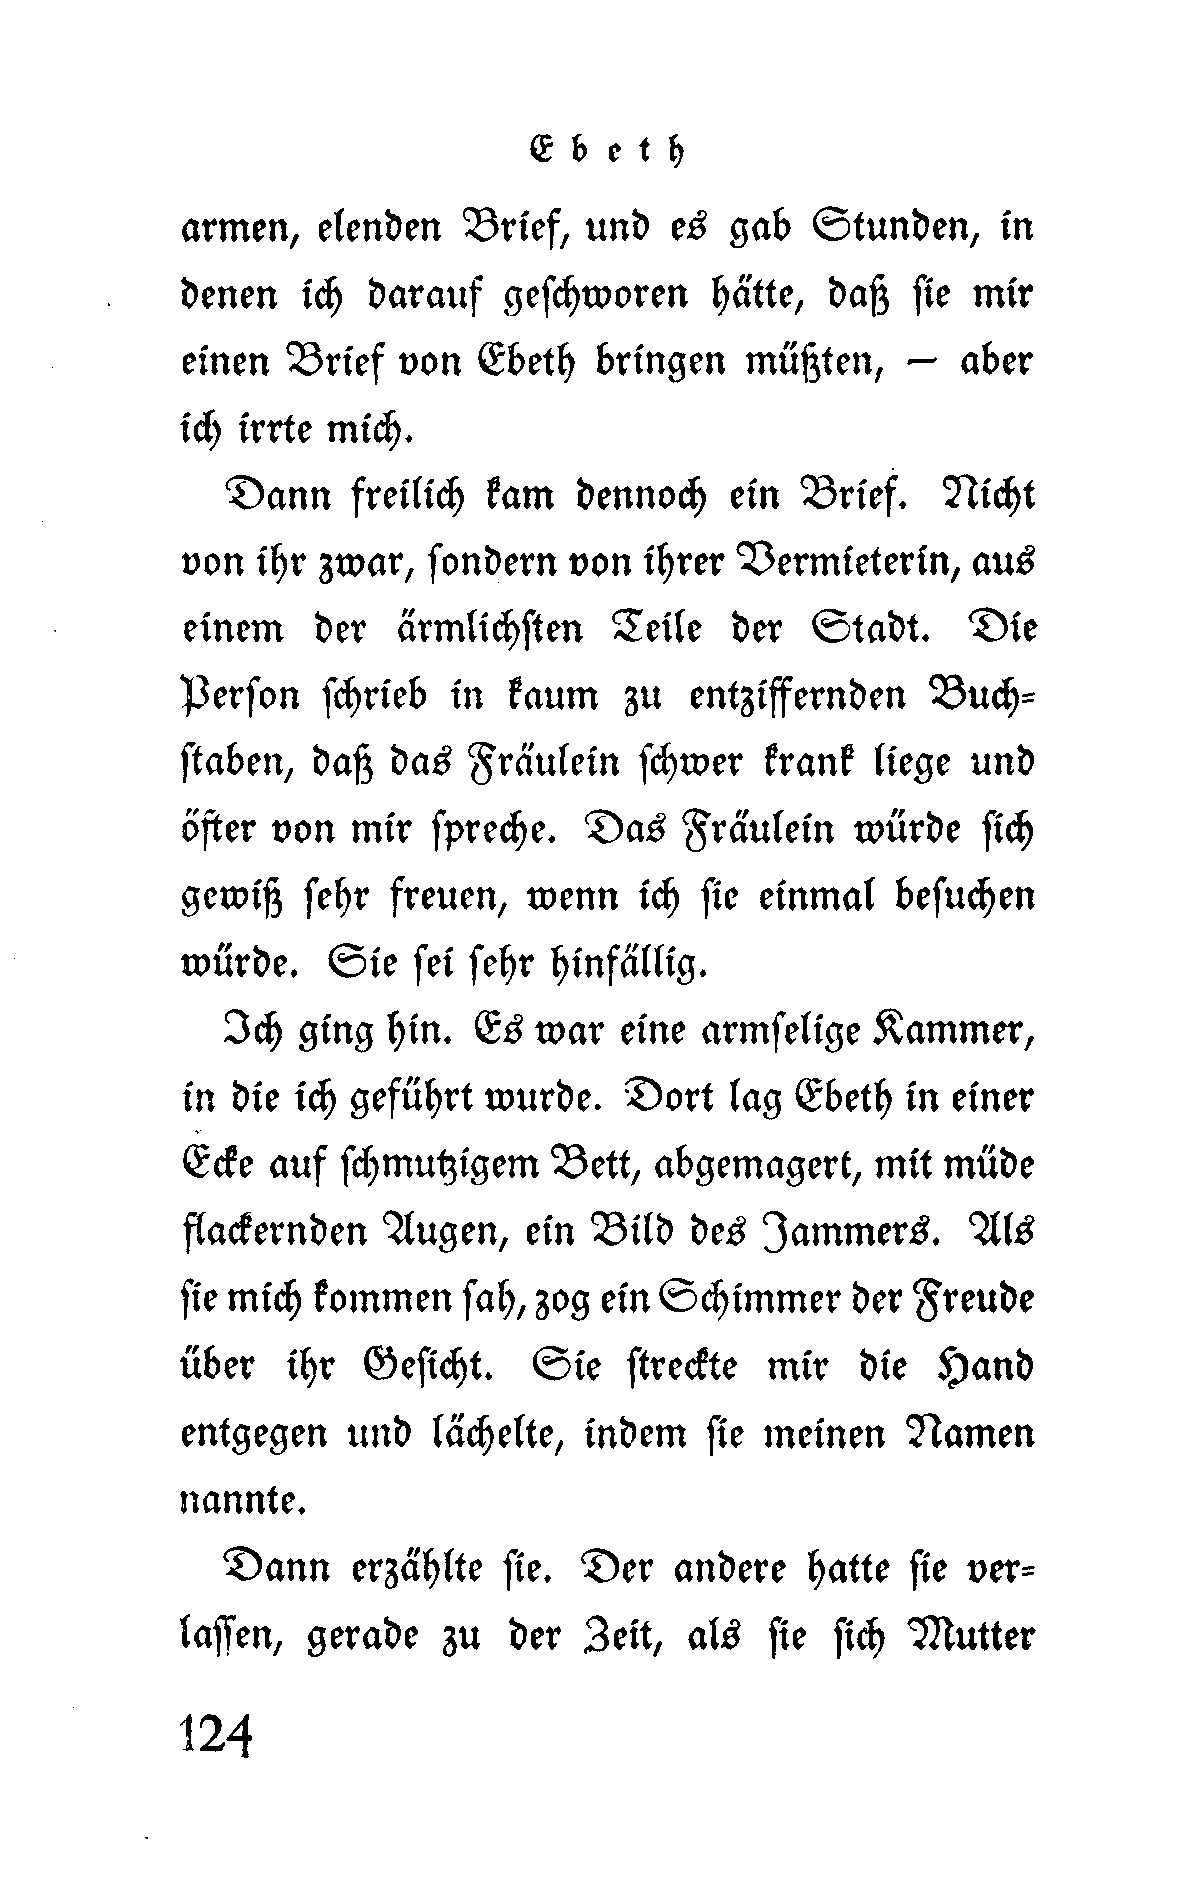 Ebeth
armen, elenden Brief, und es gab Stunden, in
denen ich darauf geschworen hätte, daß sie mir
einen Brief von Ebeth bringen müßten, — aber
ich irrte mich.
Dann freilich kam dennoch ein Brief. Nicht
von ihr zwar, sondern von ihrer Vermieterin, aus
einem der ärmlichsten Teile der Stadt. Die
Person schrieb in kaum zu entziffernden Buch-
staben, daß das Fräulein schwer krank liege und
öfter von mir spreche. Das Fräulein würde sich
gewiß sehr freuen, wenn ich sie einmal besuchen
würde. Sie sei sehr hinfällig.
Ich ging hin. Es war eine armselige Kammer,
in die ich geführt wurde. Dort lag Ebeth in einer
Ecke auf schmutzigem Bett, abgemagert, mit müde
flackernden Augen, ein Bild des Jammers. Als
sie mich kommen sah, zog ein Schimmer der Freude
über ihr Gesicht. Sie streckte mir die Hand
entgegen und lächelte, indem sie meinen Namen
nannte.
Dann erzählte sie. Der andere hatte sie ver-
lassen, gerade zu der Zeit, als sie sich Mutter
124